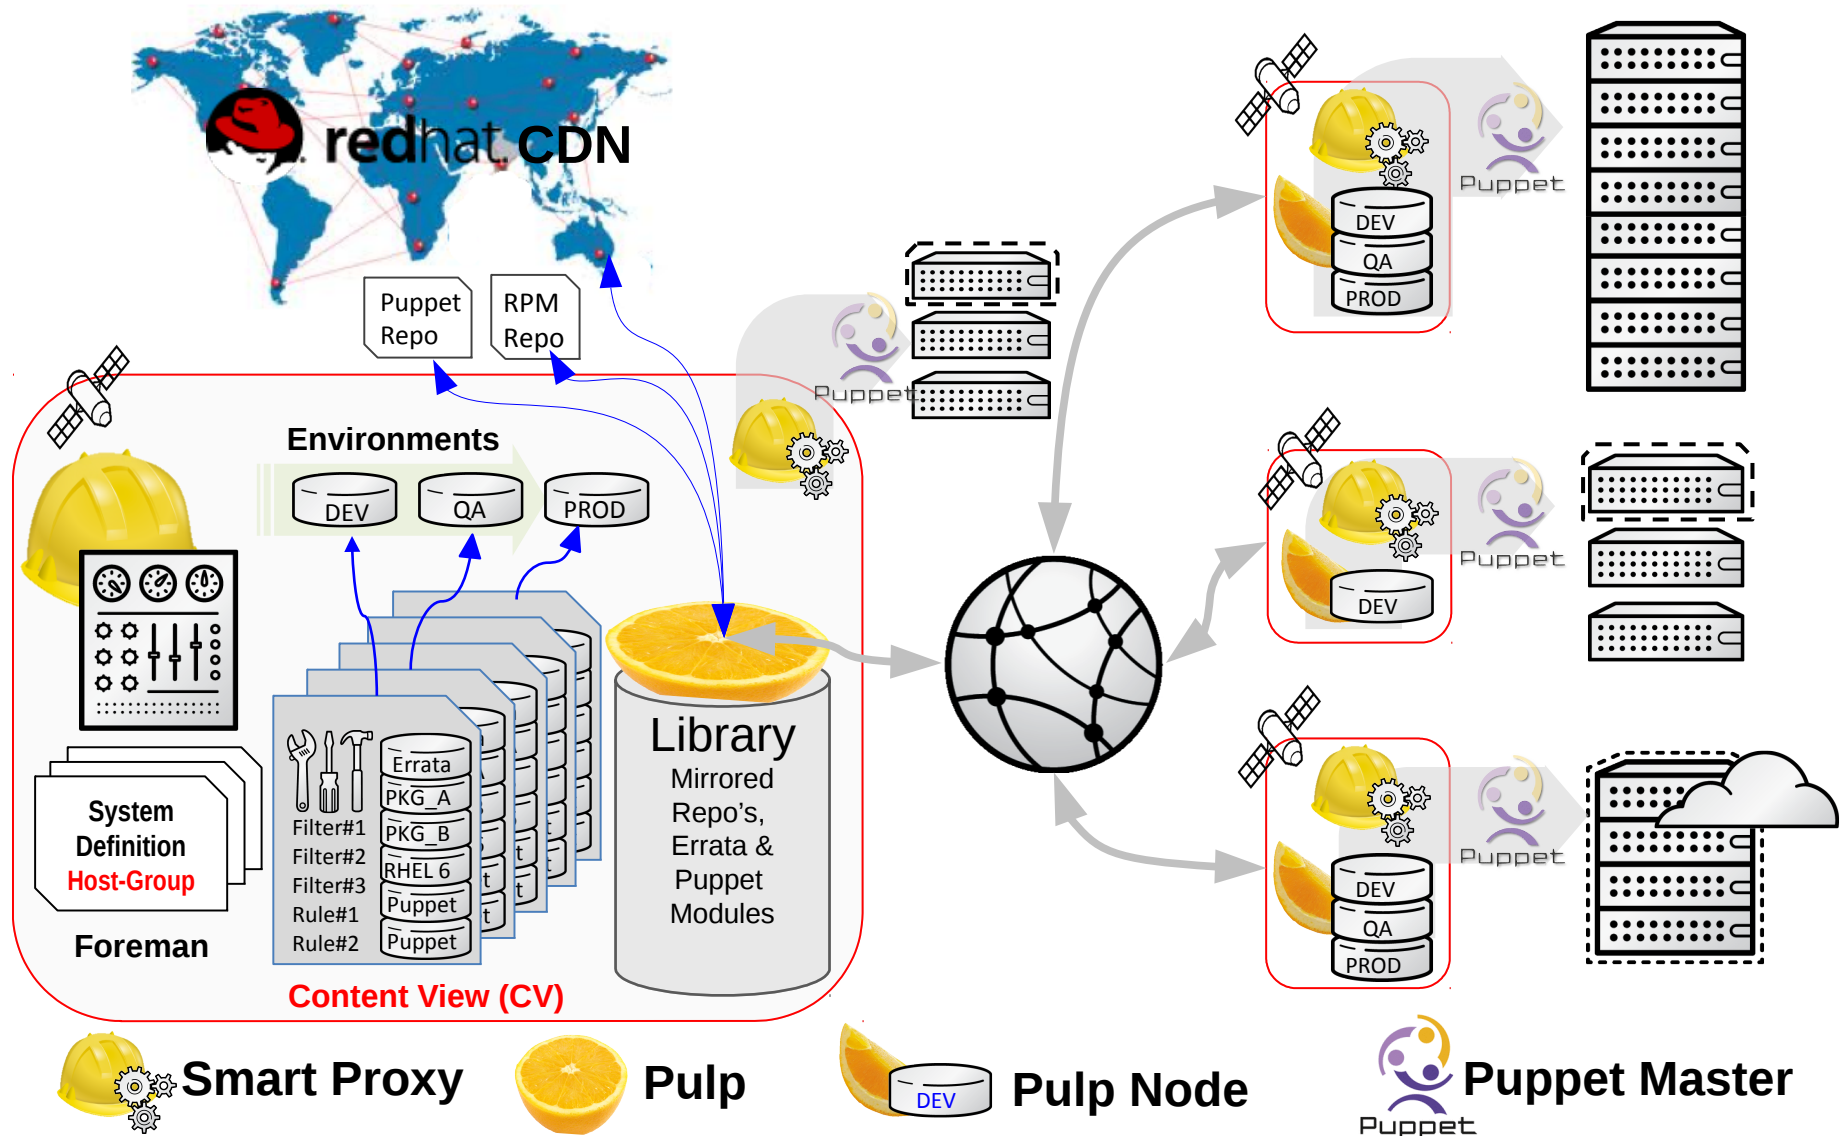 redhat. CDN
Puppet
Repo
RPM
Repo
Puppet
Environments
DEV
QA
PROD
Errata
PKG_A
PKG_B
RHEL 6
Puppet
Puppet
Filter#1
Filter#2
Filter#3
Rule#1
Rule#2
t
t
t
t
t
t
Content View (CV)
System
Definition
Host-Group
Foreman
Library
Mirrored
Repo's,
Errata &
Puppet
Modules
DEV
QA
PROD
Puppet
DEV
Puppet
DEV
QA
PROD
Puppet
Smart Proxy
Pulp
DEV
Pulp Node
Puppet
Puppet Master